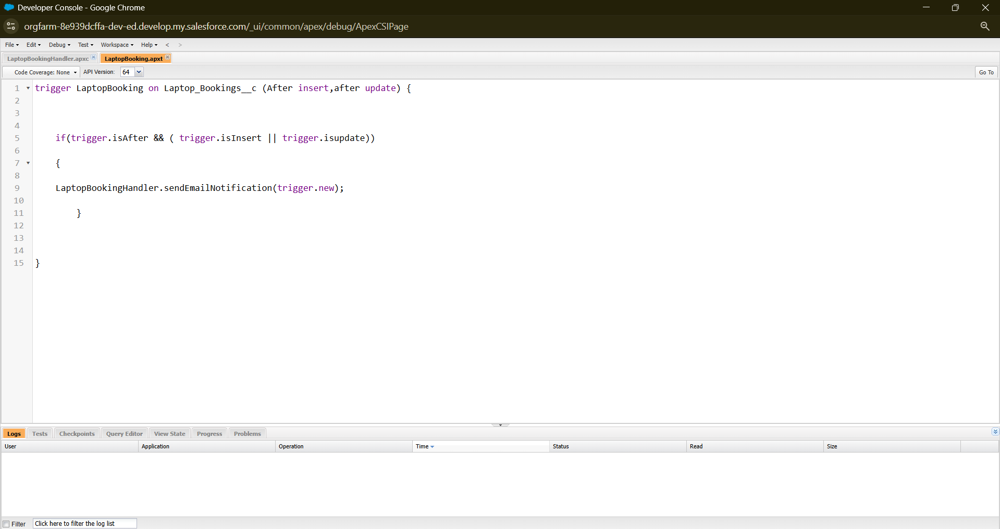 Developer Console - Google Chrome
orgfarm-8e939dcffa-dev-ed.develop.my.salesforce.com/_ui/common/apex/debug/ApexCSIPage
File Edit Debug Test Workspace Help < >
LaptopBookingHandler.apxc LaptopBooking.apxt
Code Coverage: None API Version: 64 Go To
1 trigger LaptopBooking on Laptop_Bookings__c (After insert,after update) {
2
3
4
5 if(trigger.isAfter && ( trigger.isInsert || trigger.isupdate))
6
7 {
8
9 LaptopBookingHandler.sendEmailNotification(trigger.new);
10
11 }
12
13
14
15 }
Logs Tests Checkpoints Query Editor View State Progress Problems
User Application Operation Time Status Read Size
Filter Click here to filter the log list